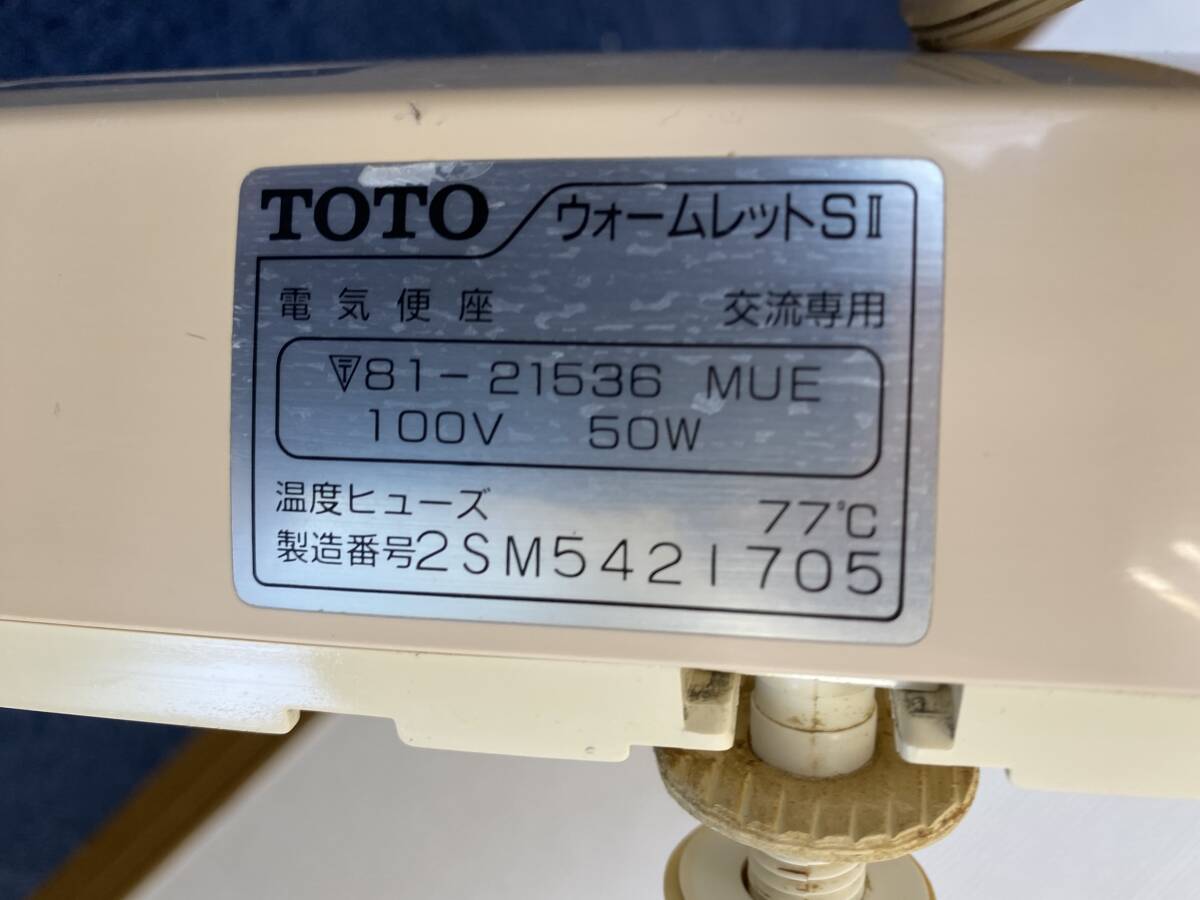 TOTO ウォームレットSⅡ
電気便座 交流専用
81-21536 MUE
100V 50W
温度ヒューズ 77℃
製造番号2SM5421705